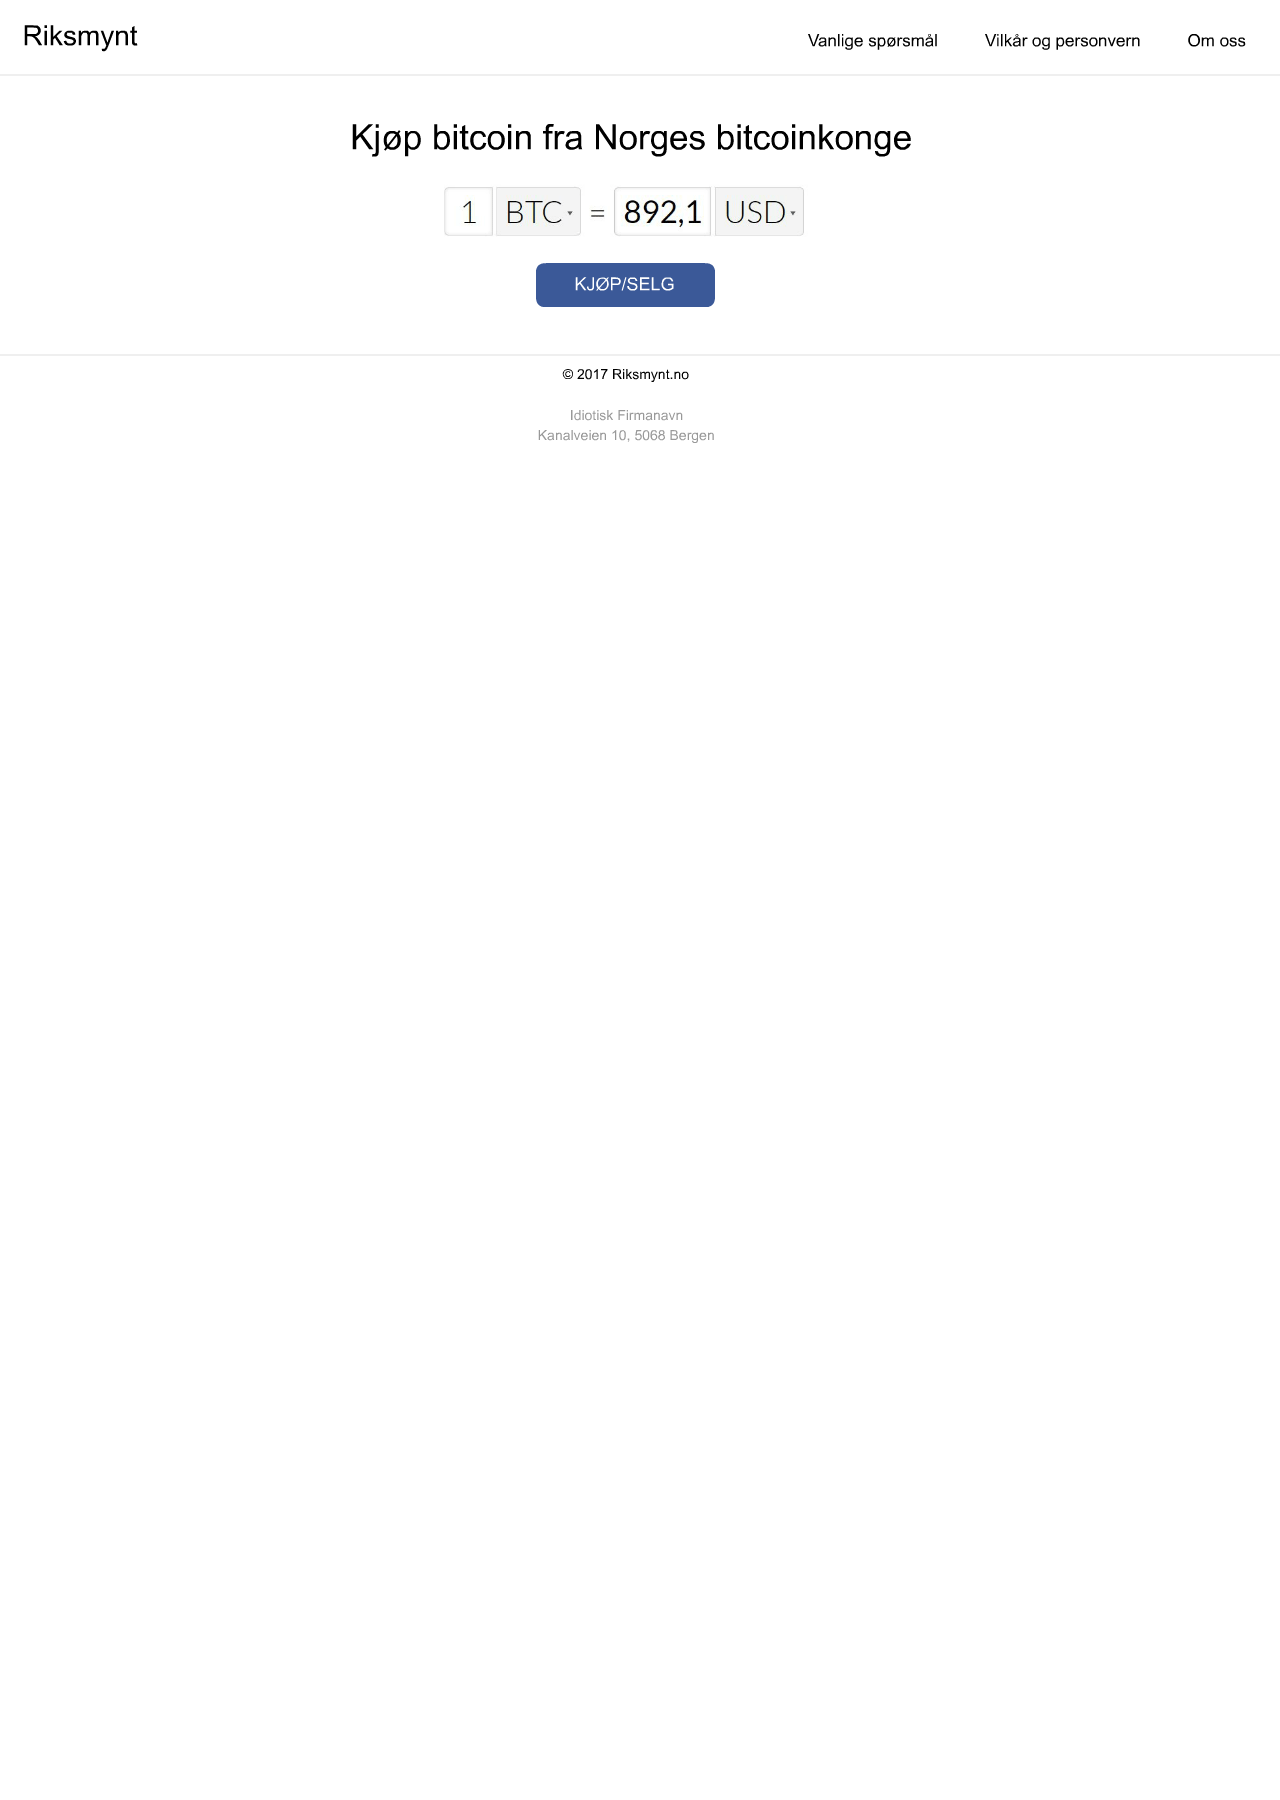 Riksmynt
Vanlige spørsmål Vilkår og personvern Om oss
Kjøp bitcoin fra Norges bitcoinkonge
1 BTC = 892,1 USD
KJØP/SELG
© 2017 Riksmynt.no
Idiotisk Firmanavn
Kanalveien 10, 5068 Bergen